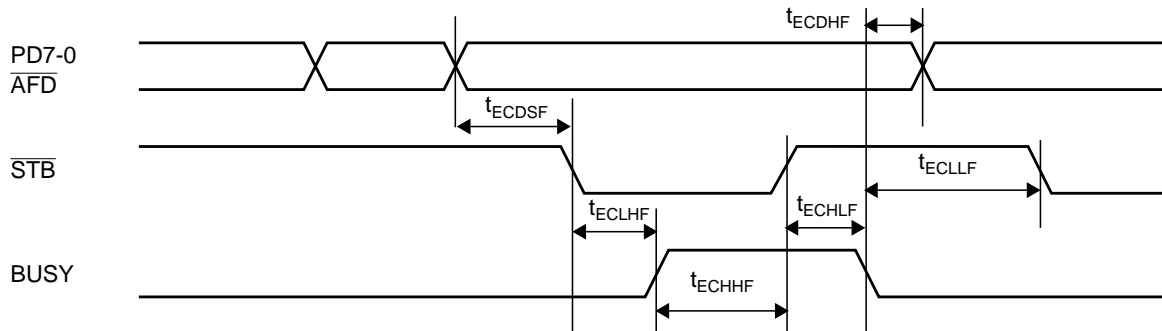 tECDHF
PD7-0
AFD
tECDSF
STB
tECLLF
tECLHF
tECHLF
BUSY
tECHHF